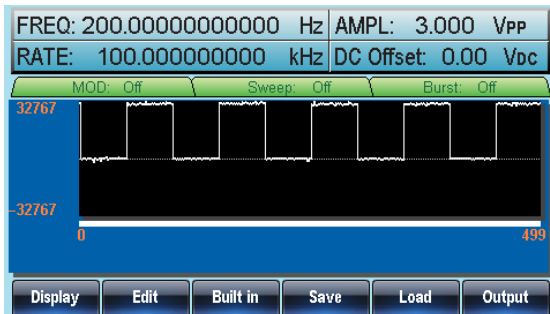 FREQ: 200.00000000000 Hz AMPL: 3.000 VPP
RATE: 100.000000000 kHz DC Offset: 0.00 VDC
MOD: Off Sweep: Off Burst: Off
32767
-32767
0 499
Display Edit Built in Save Load Output